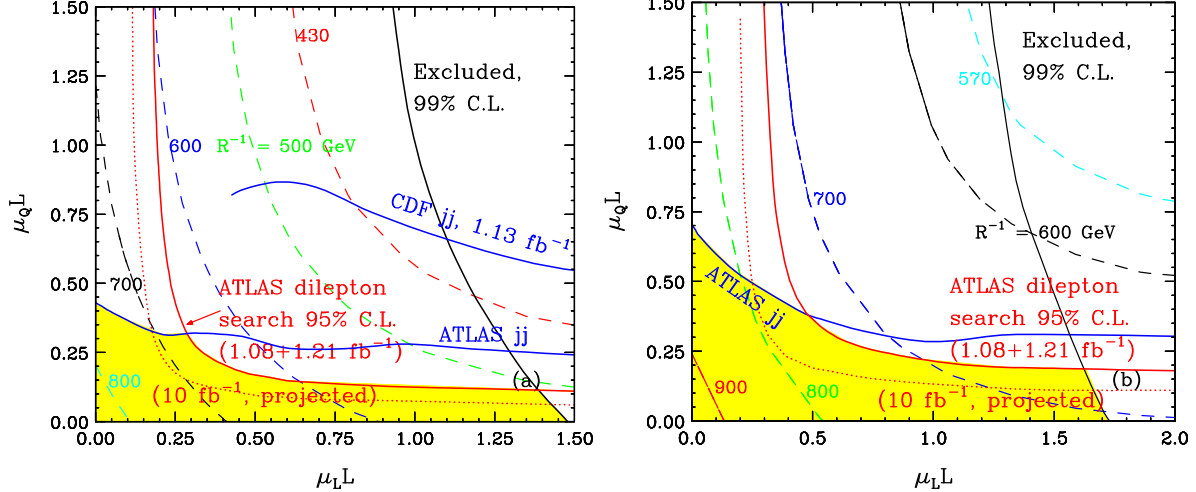 1.50
1.25
1.00
0.75
0.50
0.25
0.00
μ_Q L
430
Excluded,
99% C.L.
600
R⁻¹ = 500 GeV
CDF jj, 1.13 fb⁻¹
700
ATLAS dilepton
search 95% C.L.
(1.08+1.21 fb⁻¹)
ATLAS jj
800
(a)
(10 fb⁻¹, projected)
0.00 0.25 0.50 0.75 1.00 1.25 1.50
μ_L L
1.50
1.25
1.00
0.75
0.50
0.25
0.00
μ_Q L
Excluded,
99% C.L.
570
700
R⁻¹ = 600 GeV
ATLAS jj
ATLAS dilepton
search 95% C.L.
(1.08+1.21 fb⁻¹)
900
800
(b)
(10 fb⁻¹, projected)
0.0 0.5 1.0 1.5 2.0
μ_L L